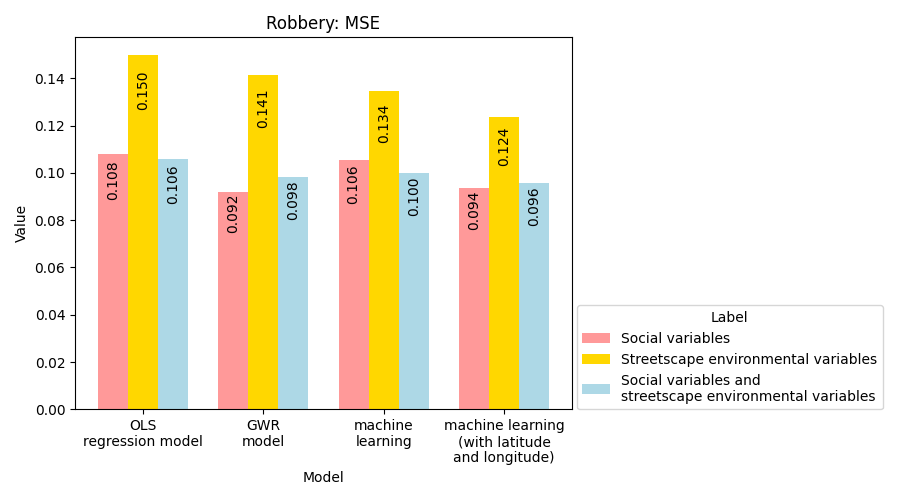 Robbery: MSE
Value
0.14
0.12
0.10
0.08
0.06
0.04
0.02
0.00
0.108
0.150
0.106
0.092
0.141
0.098
0.106
0.134
0.100
0.094
0.124
0.096
OLS
regression model
GWR
model
machine
learning
machine learning
(with latitude
and longitude)
Model
Label
Social variables
Streetscape environmental variables
Social variables and
streetscape environmental variables